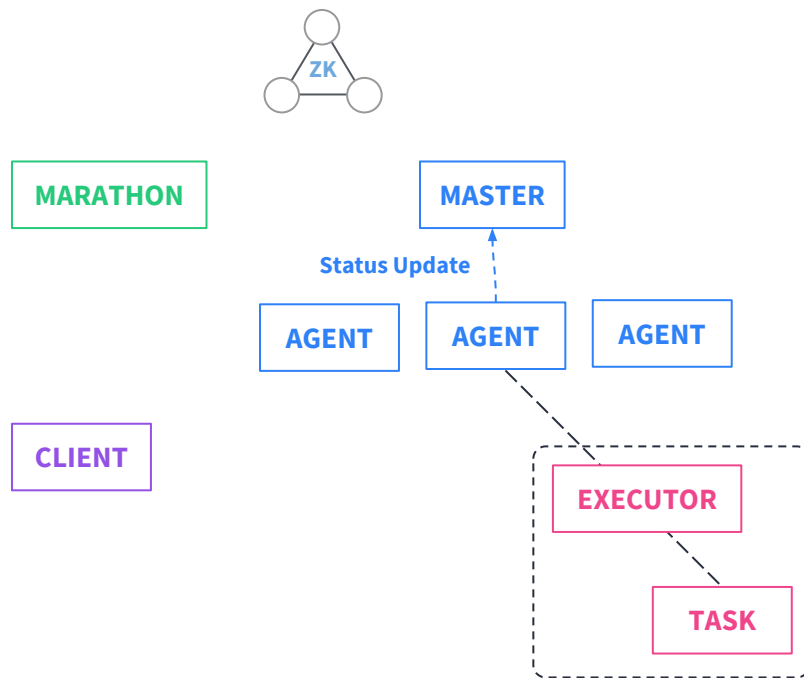 ZK
MARATHON
MASTER
Status Update
AGENT
AGENT
AGENT
CLIENT
EXECUTOR
TASK